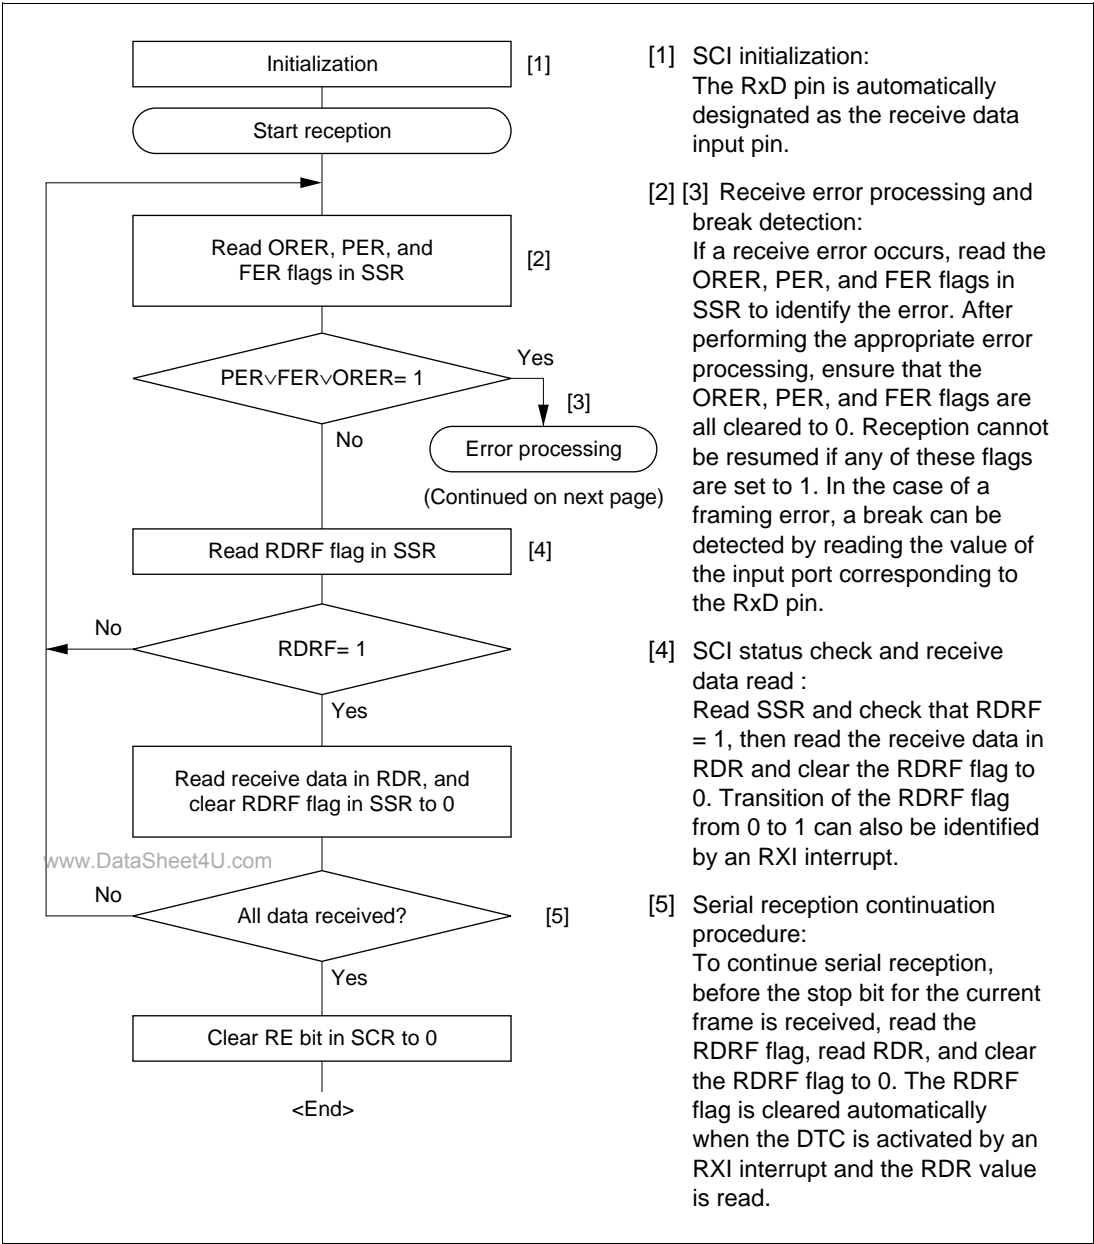 Initialization
[1]
Start reception
Read ORER, PER, and
FER flags in SSR
[2]
PER∨FER∨ORER= 1
Yes
[3]
No
Error processing
(Continued on next page)
Read RDRF flag in SSR
[4]
No
RDRF= 1
Yes
Read receive data in RDR, and
clear RDRF flag in SSR to 0
www.DataSheet4U.com
No
All data received?
[5]
Yes
Clear RE bit in SCR to 0
<End>
[1] SCI initialization:
The RxD pin is automatically
designated as the receive data
input pin.
[2] [3] Receive error processing and
break detection:
If a receive error occurs, read the
ORER, PER, and FER flags in
SSR to identify the error. After
performing the appropriate error
processing, ensure that the
ORER, PER, and FER flags are
all cleared to 0. Reception cannot
be resumed if any of these flags
are set to 1. In the case of a
framing error, a break can be
detected by reading the value of
the input port corresponding to
the RxD pin.
[4] SCI status check and receive
data read :
Read SSR and check that RDRF
= 1, then read the receive data in
RDR and clear the RDRF flag to
0. Transition of the RDRF flag
from 0 to 1 can also be identified
by an RXI interrupt.
[5] Serial reception continuation
procedure:
To continue serial reception,
before the stop bit for the current
frame is received, read the
RDRF flag, read RDR, and clear
the RDRF flag to 0. The RDRF
flag is cleared automatically
when the DTC is activated by an
RXI interrupt and the RDR value
is read.